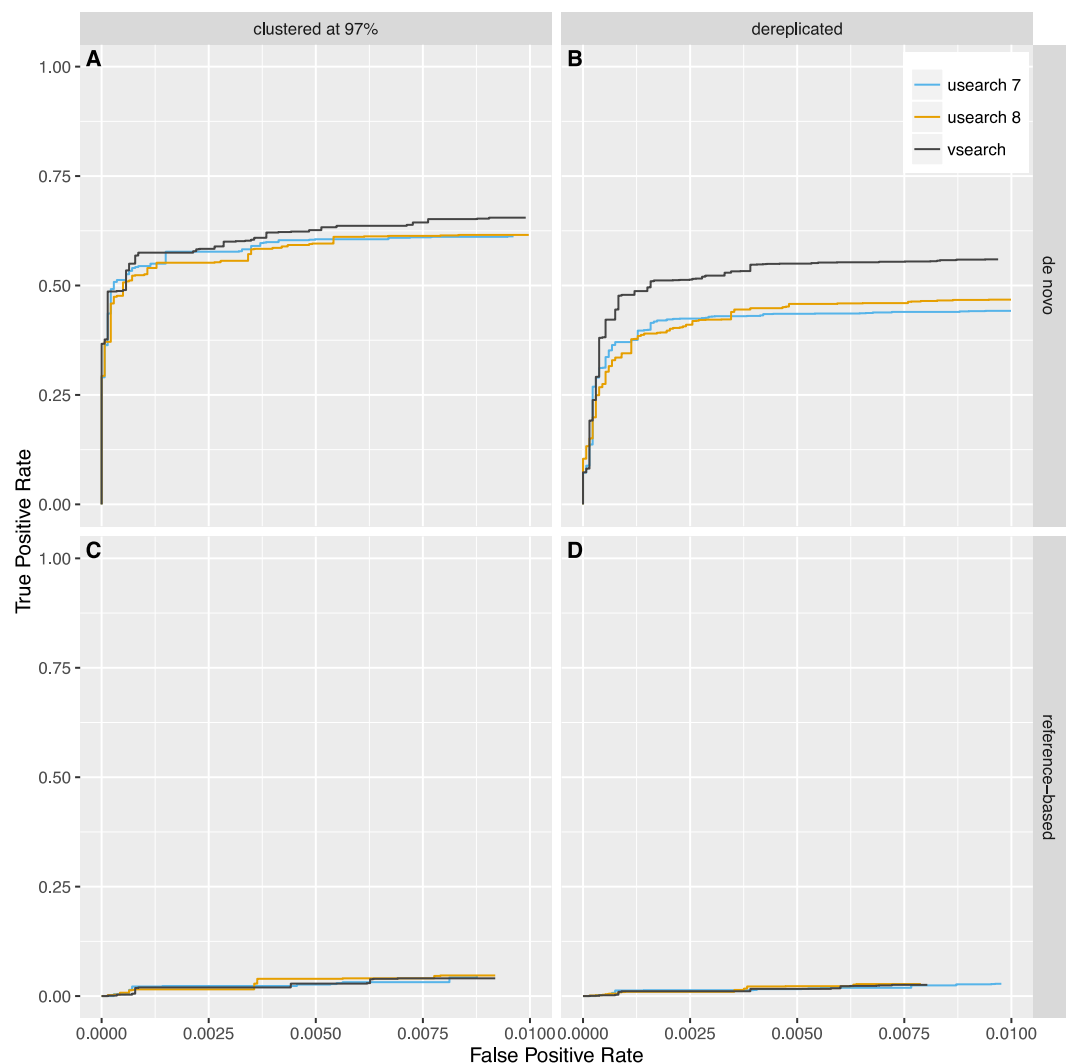 clustered at 97%
dereplicated
A
B
usearch 7
usearch 8
vsearch
1.00
0.75
0.50
0.25
0.00
de novo
C
D
1.00
0.75
0.50
0.25
0.00
reference−based
True Positive Rate
0.0000
0.0025
0.0050
0.0075
0.0100
0.0000
0.0025
0.0050
0.0075
0.0100
False Positive Rate